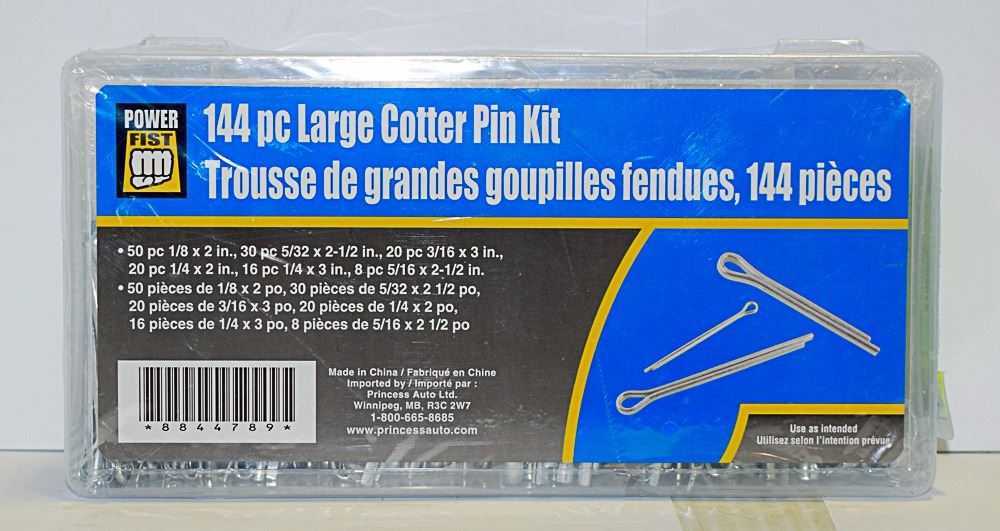 POWER
FIST
144 pc Large Cotter Pin Kit
Trousse de grandes goupilles fendues, 144 pièces
• 50 pc 1/8 x 2 in., 30 pc 5/32 x 2-1/2 in., 20 pc 3/16 x 3 in.,
20 pc 1/4 x 2 in., 16 pc 1/4 x 3 in., 8 pc 5/16 x 2-1/2 in.
• 50 pièces de 1/8 x 2 po, 30 pièces de 5/32 x 2 1/2 po,
20 pièces de 3/16 x 3 po, 20 pièces de 1/4 x 2 po,
16 pièces de 1/4 x 3 po, 8 pièces de 5/16 x 2 1/2 po
*8844789*
Made in China / Fabriqué en Chine
Imported by / Importé par :
Princess Auto Ltd.
Winnipeg, MB, R3C 2W7
1-800-665-8685
www.princessauto.com
Use as intended
Utilisez selon l'intention prévue